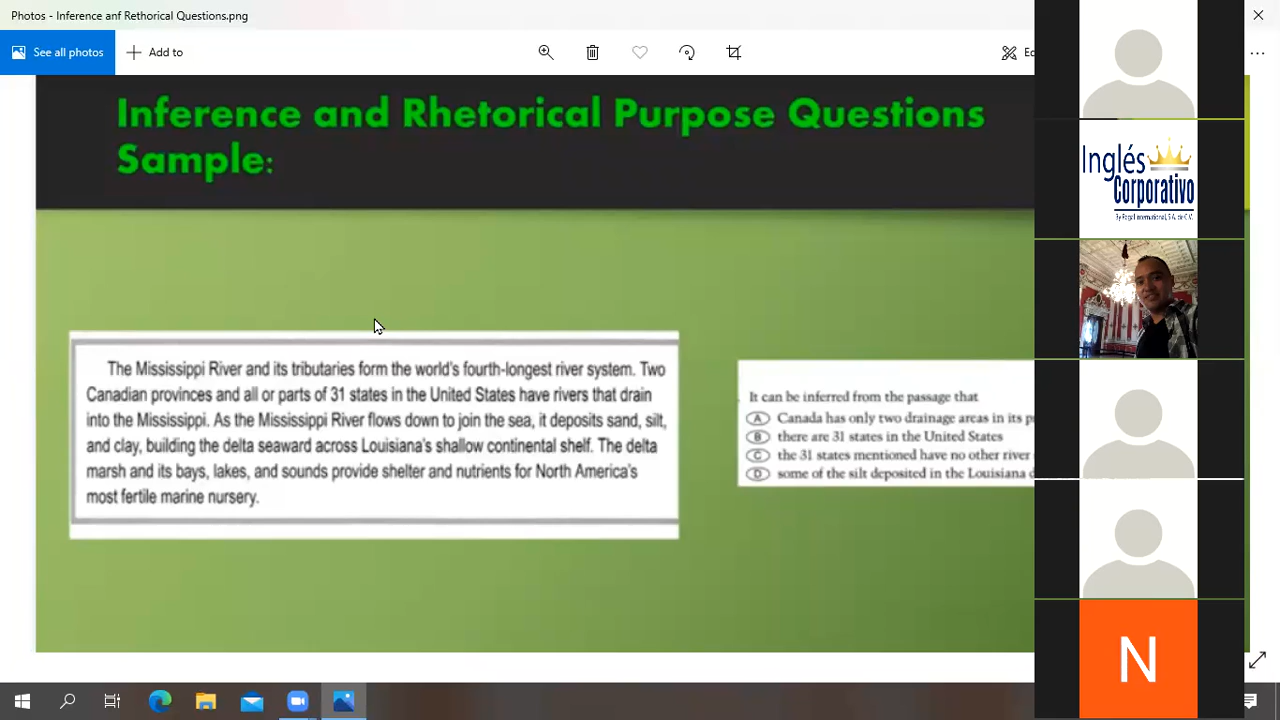 Photos - Inference anf Rethorical Questions.png
See all photos
Add to
Inference and Rhetorical Purpose Questions
Sample:
The Mississippi River and its tributaries form the world's fourth-longest river system. Two
Canadian provinces and all or parts of 31 states in the United States have rivers that drain
into the Mississippi. As the Mississippi River flows down to join the sea, it deposits sand, silt,
and clay, building the delta seaward across Louisiana's shallow continental shelf. The delta
marsh and its bays, lakes, and sounds provide shelter and nutrients for North America's
most fertile marine nursery.
It can be inferred from the passage that
A Canada has only two drainage areas in its
B there are 31 states in the United States
C the 31 states mentioned have no other river
D some of the silt deposited in the Louisiana
Inglés
Corporativo
N